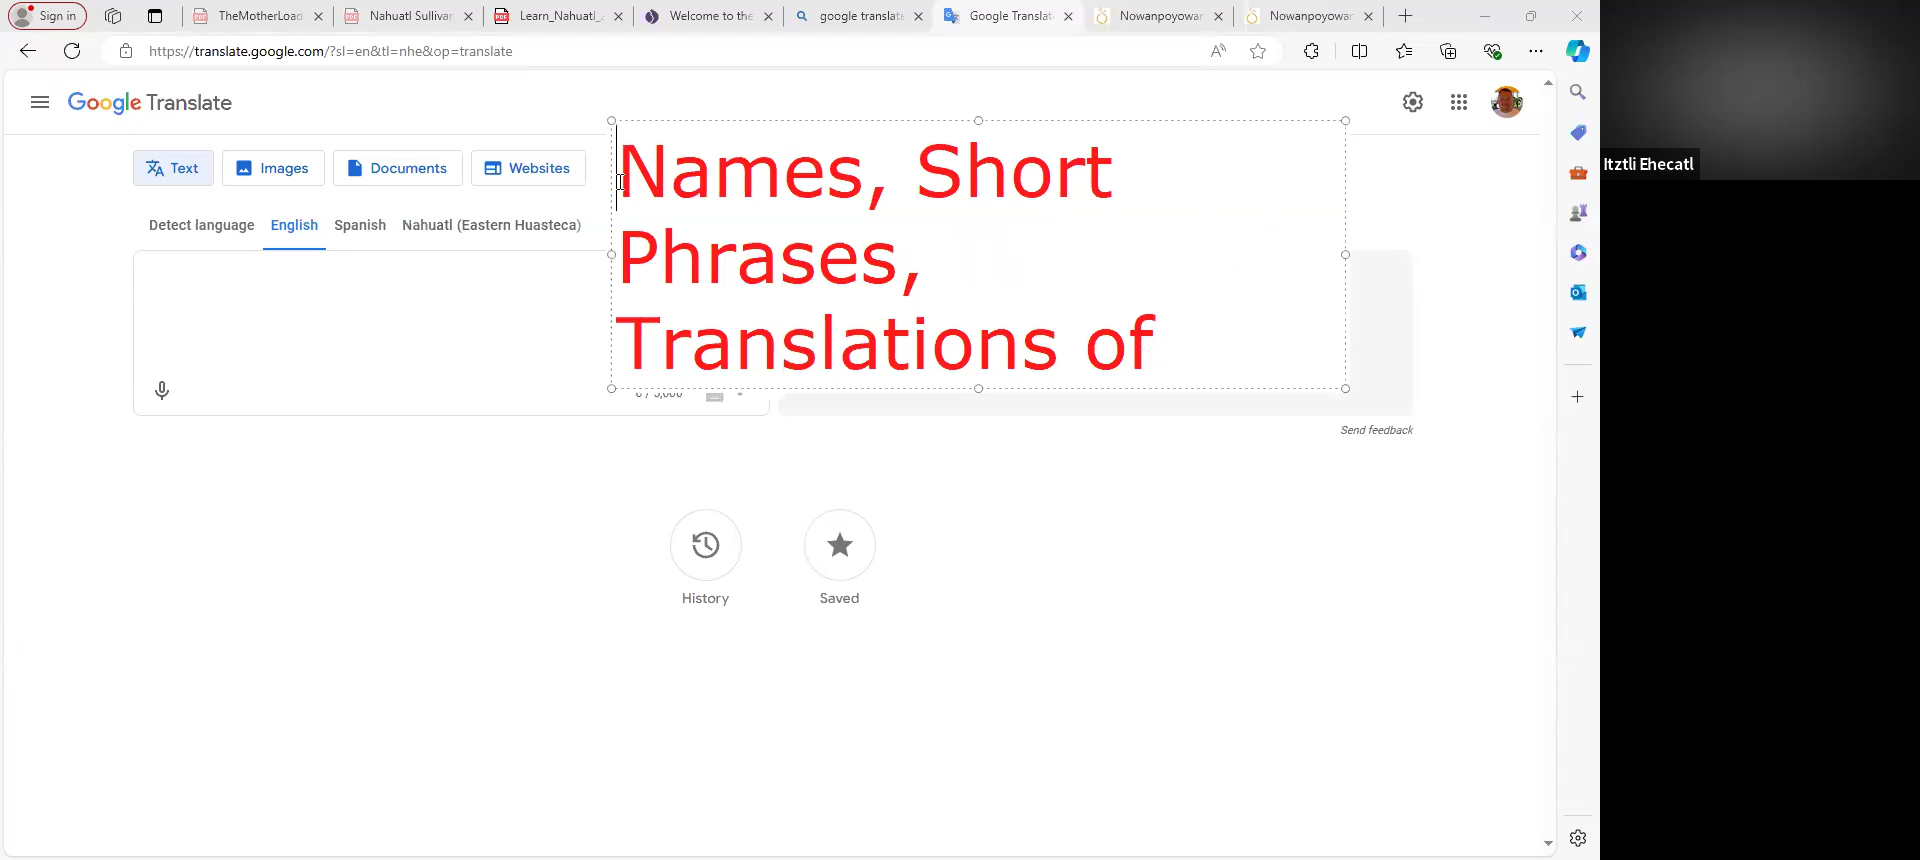 Sign in
TheMotherLoad
Nahuatl Sullivan
Learn_Nahuatl_
Welcome to the
google translate
Google Translat
Nowanpoyowan
Nowanpoyowan
https://translate.google.com/?sl=en&tl=nhe&op=translate
Google Translate
Text
Images
Documents
Websites
Names, Short
Phrases,
Translations of
Itztli Ehecatl
Detect language
English
Spanish
Nahuatl (Eastern Huasteca)
Send feedback
History
Saved